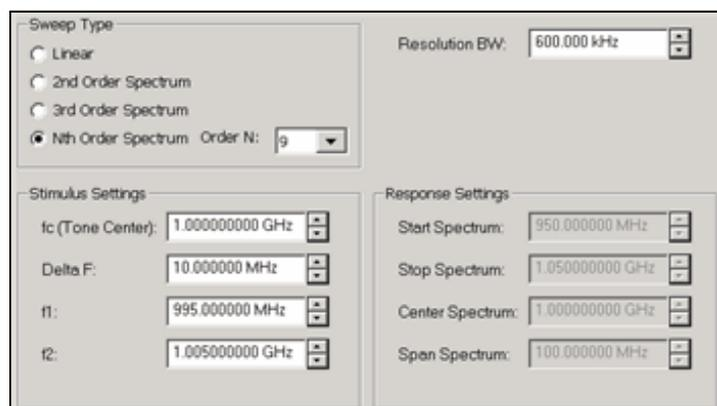 Sweep Type
Linear
2nd Order Spectrum
3rd Order Spectrum
Nth Order Spectrum Order N: 9
Resolution BW: 600.000 kHz
Stimulus Settings
fc (Tone Center): 1.000000000 GHz
Delta F: 10.000000 MHz
f1: 995.000000 MHz
f2: 1.005000000 GHz
Response Settings
Start Spectrum: 950.000000 MHz
Stop Spectrum: 1.050000000 GHz
Center Spectrum: 1.000000000 GHz
Span Spectrum: 100.000000 MHz